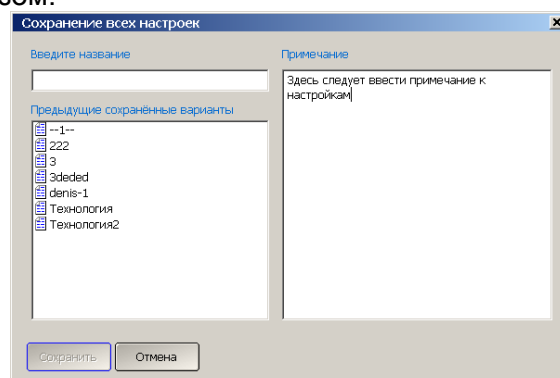 Сохранение всех настроек
Введите название
Предыдущие сохранённые варианты
--1--
222
3
3deded
denis-1
Технология
Технология2
Примечание
Здесь следует ввести примечание к
настройкам
Сохранить
Отмена